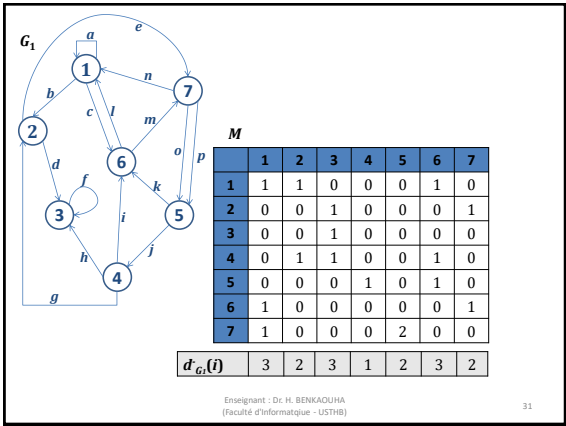 G₁
a
e
1
n
7
b
c
l
m
2
6
o
p
d
f
k
3
i
5
h
j
4
g
M
1 2 3 4 5 6 7
1 1 1 0 0 0 1 0
2 0 0 1 0 0 0 1
3 0 0 1 0 0 0 0
4 0 1 1 0 0 1 0
5 0 0 0 1 0 1 0
6 1 0 0 0 0 0 1
7 1 0 0 0 2 0 0
d⁻G₁(i) 3 2 3 1 2 3 2
Enseignant : Dr. H. BENKAOUHA
(Faculté d'Informatqiue - USTHB)
31